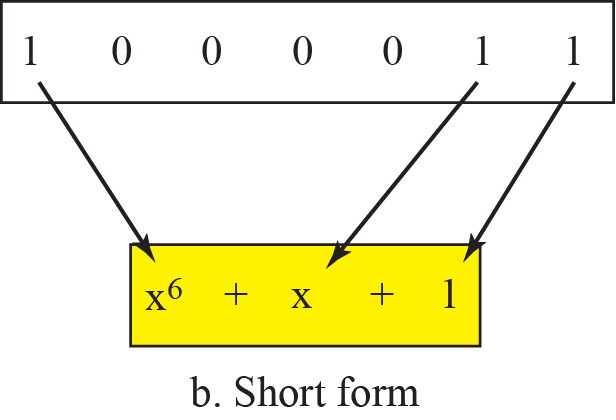 1 0 0 0 0 1 1
x⁶ + x + 1
b. Short form